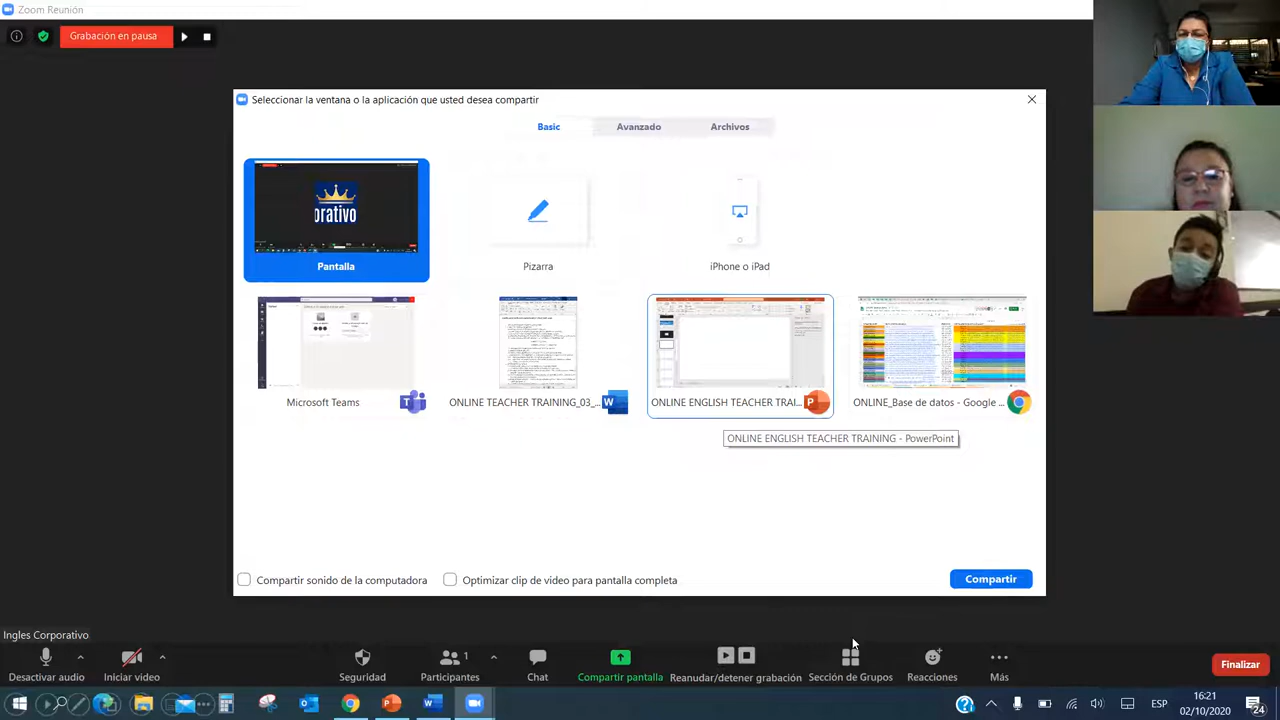 Zoom Reunión
Grabación en pausa
Seleccionar la ventana o la aplicación que usted desea compartir
Basic
Avanzado
Archivos
orativo
Pantalla
Pizarra
iPhone o iPad
Microsoft Teams
ONLINE TEACHER TRAINING_03_...
ONLINE ENGLISH TEACHER TRAI...
ONLINE_Base de datos - Google ...
ONLINE ENGLISH TEACHER TRAINING - PowerPoint
Compartir sonido de la computadora
Optimizar clip de video para pantalla completa
Compartir
Ingles Corporativo
1
Desactivar audio
Iniciar video
Seguridad
Participantes
Chat
Compartir pantalla
Reanudar/detener grabación
Sección de Grupos
Reacciones
Más
Finalizar
ESP
16:21
02/10/2020
24